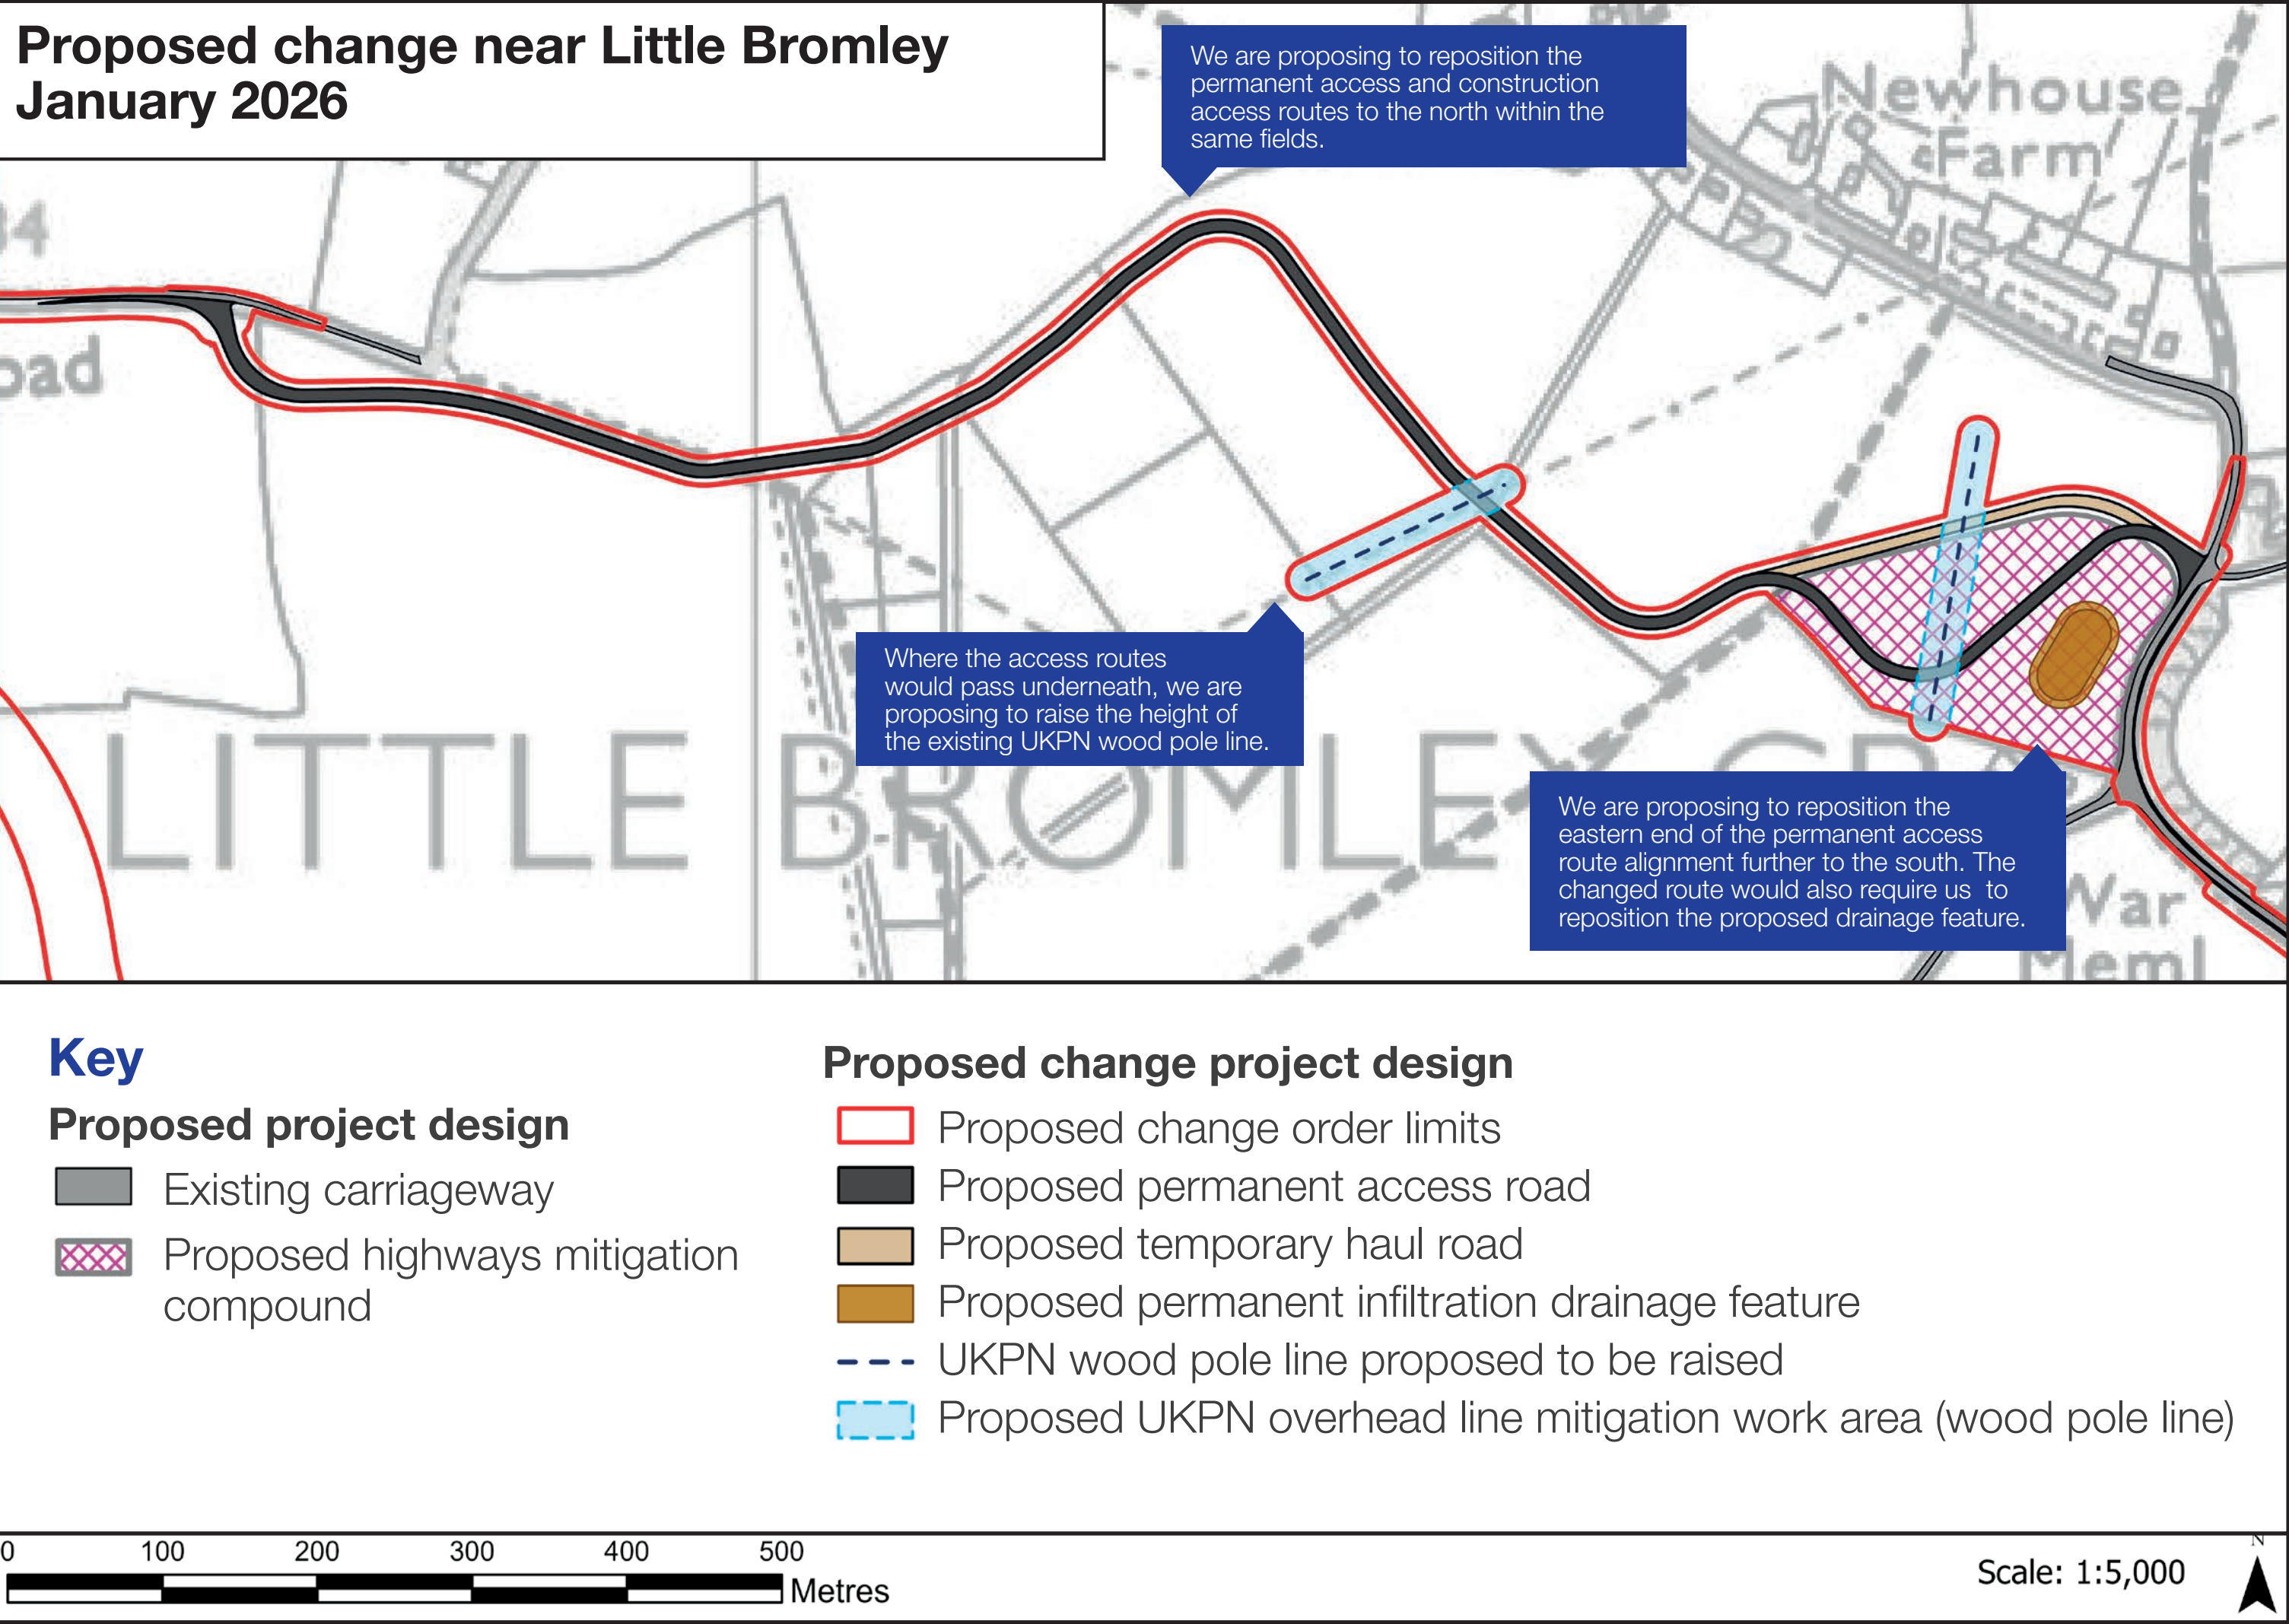 Proposed change near Little Bromley
January 2026
We are proposing to reposition the
permanent access and construction
access routes to the north within the
same fields.
Newhouse
Farm
oad
Where the access routes
would pass underneath, we are
proposing to raise the height of
the existing UKPN wood pole line.
LITTLE BROMLEY
We are proposing to reposition the
eastern end of the permanent access
route alignment further to the south. The
changed route would also require us to
reposition the proposed drainage feature.
War
Meml
Key
Proposed project design
Existing carriageway
Proposed highways mitigation
compound
Proposed change project design
Proposed change order limits
Proposed permanent access road
Proposed temporary haul road
Proposed permanent infiltration drainage feature
UKPN wood pole line proposed to be raised
Proposed UKPN overhead line mitigation work area (wood pole line)
0 100 200 300 400 500
Metres
Scale: 1:5,000
N